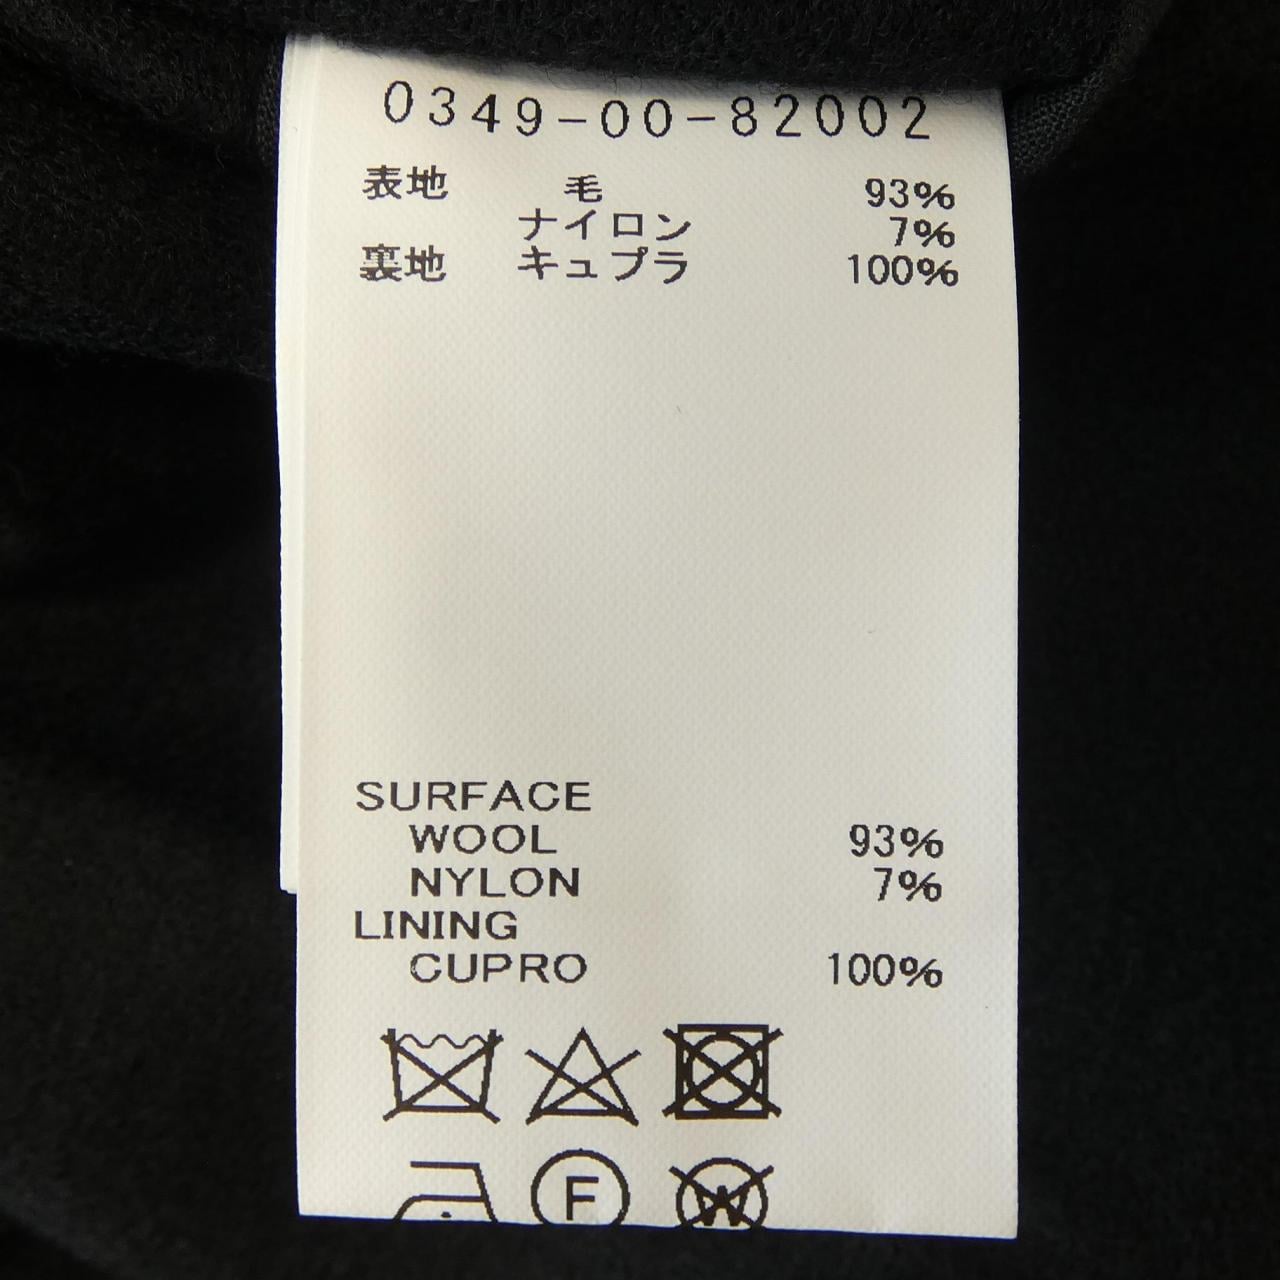 0349-00-82002
表地 毛 93%
ナイロン 7%
裏地 キュプラ 100%
SURFACE
WOOL 93%
NYLON 7%
LINING
CUPRO 100%
F W